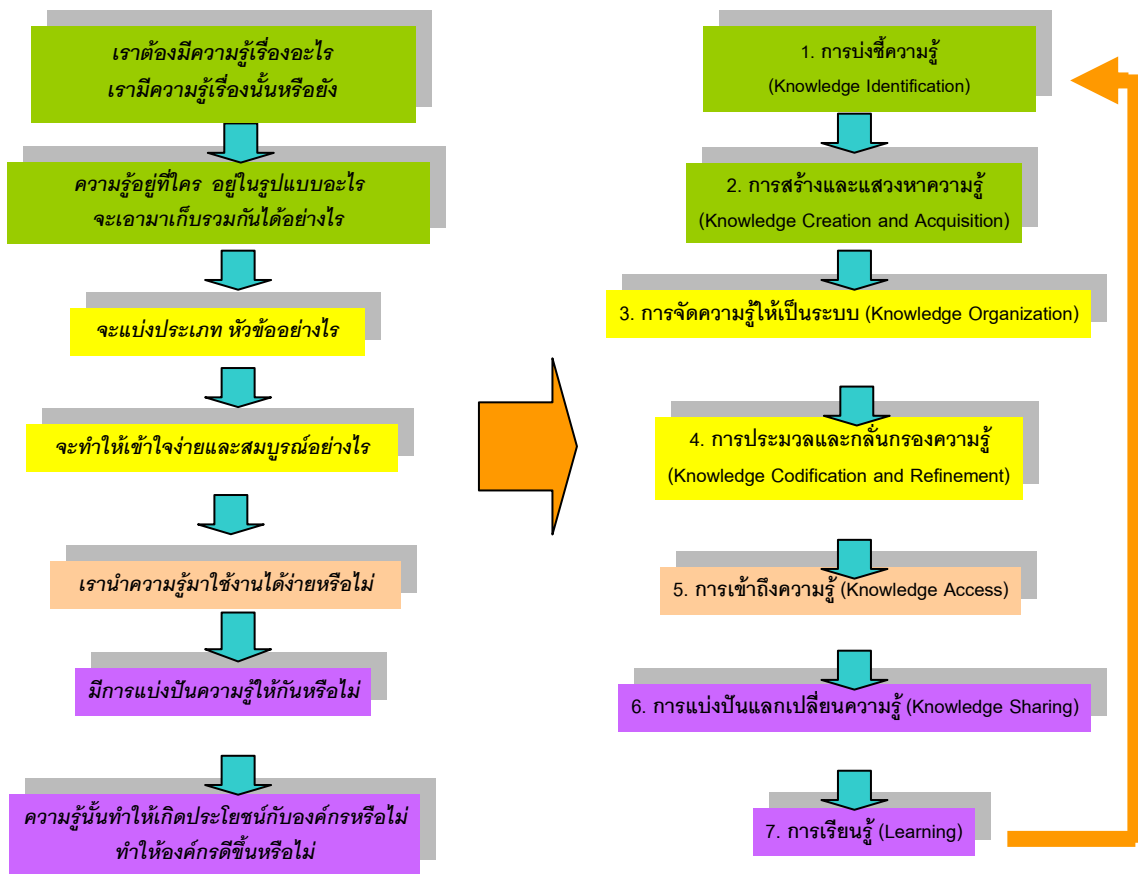 เราต้องมีความรู้เรื่องอะไร
เรามีความรู้เรื่องนั้นหรือยัง
ความรู้อยู่ที่ใคร อยู่ในรูปแบบอะไร
จะเอามาเก็บรวมกันได้อย่างไร
จะแบ่งประเภท หัวข้ออย่างไร
จะทำให้เข้าใจง่ายและสมบูรณ์อย่างไร
เรานำความรู้มาใช้งานได้ง่ายหรือไม่
มีการแบ่งปันความรู้ให้กันหรือไม่
ความรู้นั้นทำให้เกิดประโยชน์กับองค์กรหรือไม่
ทำให้องค์กรดีขึ้นหรือไม่
1. การบ่งชี้ความรู้
(Knowledge Identification)
2. การสร้างและแสวงหาความรู้
(Knowledge Creation and Acquisition)
3. การจัดความรู้ให้เป็นระบบ (Knowledge Organization)
4. การประมวลและกลั่นกรองความรู้
(Knowledge Codification and Refinement)
5. การเข้าถึงความรู้ (Knowledge Access)
6. การแบ่งปันแลกเปลี่ยนความรู้ (Knowledge Sharing)
7. การเรียนรู้ (Learning)